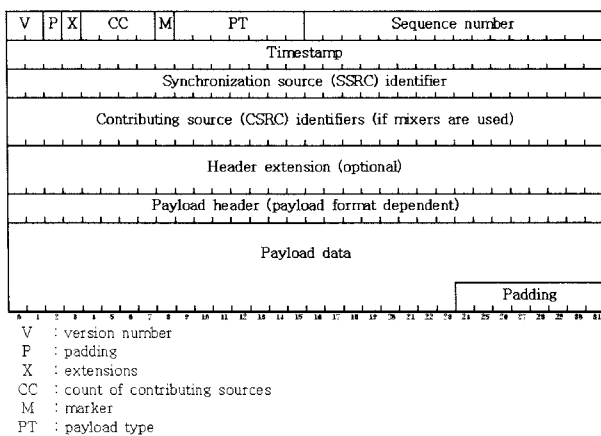 V P X CC M PT Sequence number
Timestamp
Synchronization source (SSRC) identifier
Contributing source (CSRC) identifiers (if mixers are used)
Header extension (optional)
Payload header (payload format dependent)
Payload data
Padding
0 1 2 3 4 5 6 7 8 9 10 11 12 13 14 15 16 17 18 19 20 21 22 23 24 25 26 27 28 29 30 31
V : version number
P : padding
X : extensions
CC : count of contributing sources
M : marker
PT : payload type